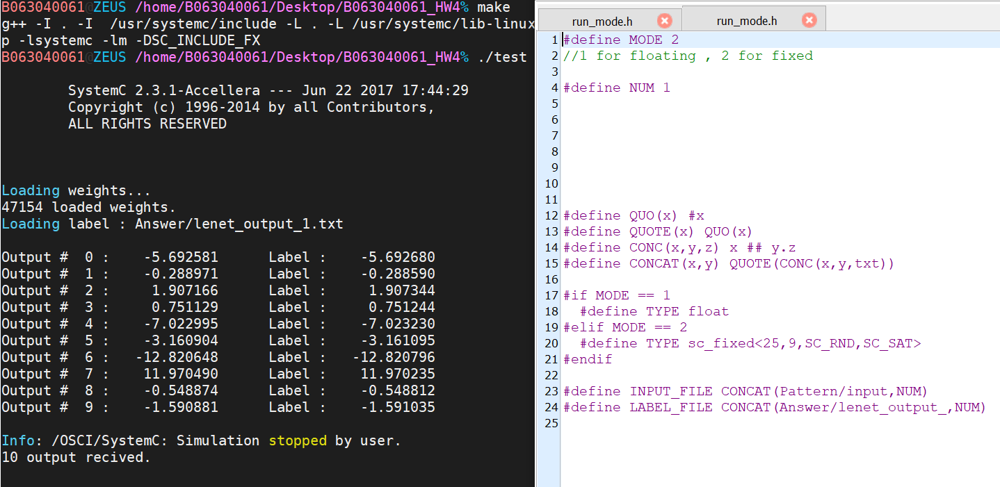 B063040061@ZEUS /home/B063040061/Desktop/B063040061_HW4% make
g++ -I . -I  /usr/systemc/include -L . -L /usr/systemc/lib-linux
p -lsystemc -lm -DSC_INCLUDE_FX
B063040061@ZEUS /home/B063040061/Desktop/B063040061_HW4% ./test
SystemC 2.3.1-Accellera --- Jun 22 2017 17:44:29
Copyright (c) 1996-2014 by all Contributors,
ALL RIGHTS RESERVED
Loading weights...
47154 loaded weights.
Loading label : Answer/lenet_output_1.txt
Output #  0 :    -5.692581      Label :    -5.692680
Output #  1 :    -0.288971      Label :    -0.288590
Output #  2 :     1.907166      Label :     1.907344
Output #  3 :     0.751129      Label :     0.751244
Output #  4 :    -7.022995      Label :    -7.023230
Output #  5 :    -3.160904      Label :    -3.161095
Output #  6 :   -12.820648      Label :   -12.820796
Output #  7 :    11.970490      Label :    11.970235
Output #  8 :    -0.548874      Label :    -0.548812
Output #  9 :    -1.590881      Label :    -1.591035
Info: /OSCI/SystemC: Simulation stopped by user.
10 output recived.
run_mode.h run_mode.h
1 #define MODE 2
2 //1 for floating , 2 for fixed
3
4 #define NUM 1
5
6
7
8
9
10
11
12 #define QUO(x) #x
13 #define QUOTE(x) QUO(x)
14 #define CONC(x,y,z) x ## y.z
15 #define CONCAT(x,y) QUOTE(CONC(x,y,txt))
16
17 #if MODE == 1
18   #define TYPE float
19 #elif MODE == 2
20   #define TYPE sc_fixed<25,9,SC_RND,SC_SAT>
21 #endif
22
23 #define INPUT_FILE CONCAT(Pattern/input,NUM)
24 #define LABEL_FILE CONCAT(Answer/lenet_output_,NUM)
25